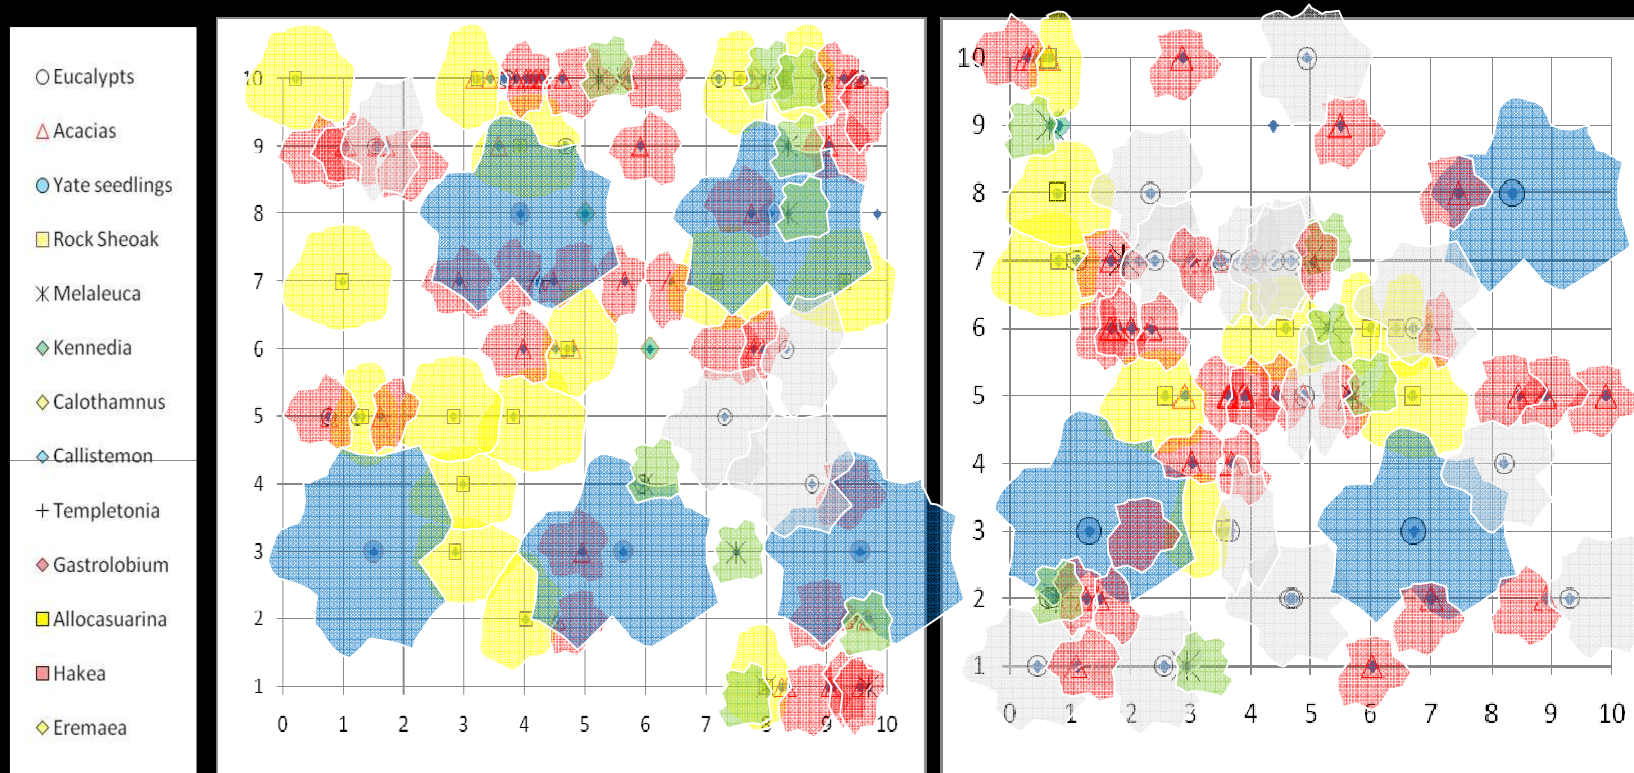 Eucalypts
Acacias
Yate seedlings
Rock Sheoak
Melaleuca
Kennedia
Calothamnus
Callistemon
Templetonia
Gastrolobium
Allocasuarina
Hakea
Eremaea
10
9
8
7
6
5
4
3
2
1
0 1 2 3 4 5 6 7 8 9 10
10
9
8
7
6
5
4
3
2
1
0 1 2 3 4 5 6 7 8 9 10